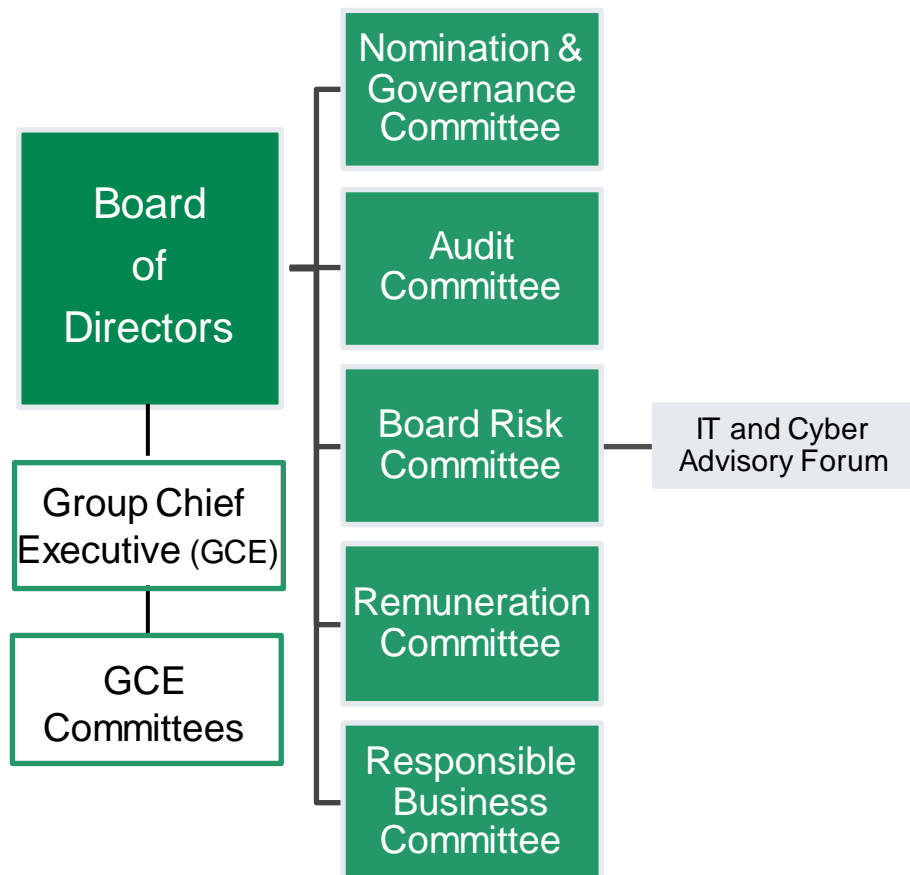 Board
of
Directors
Group Chief
Executive (GCE)
GCE
Committees
Nomination &
Governance
Committee
Audit
Committee
Board Risk
Committee
IT and Cyber
Advisory Forum
Remuneration
Committee
Responsible
Business
Committee